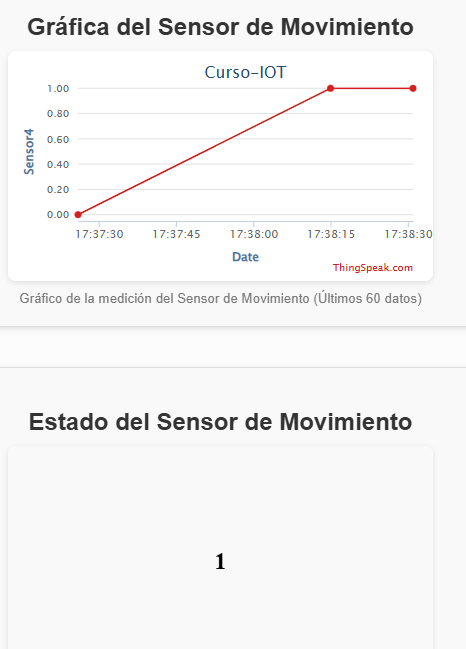 Gráfica del Sensor de Movimiento
Curso-IOT
1.00
0.80
0.60
0.40
0.20
0.00
Sensor4
17:37:30 17:37:45 17:38:00 17:38:15 17:38:30
Date
ThingSpeak.com
Gráfico de la medición del Sensor de Movimiento (Últimos 60 datos)
Estado del Sensor de Movimiento
1